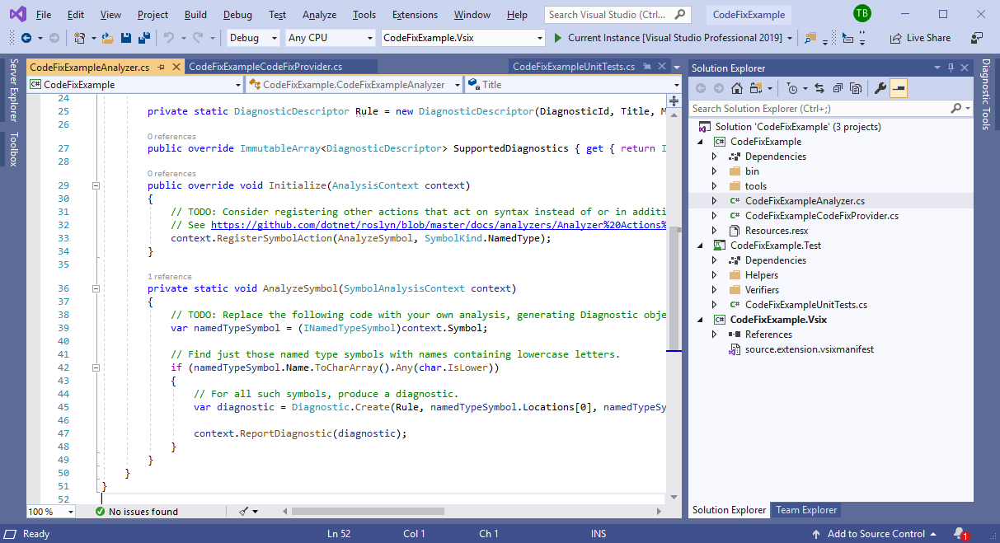 File Edit View Project Build Debug Test Analyze Tools Extensions Window Help Search Visual Studio (Ctrl... CodeFixExample TB
Debug Any CPU CodeFixExample.Vsix Current Instance [Visual Studio Professional 2019] Live Share
Server Explorer
Toolbox
CodeFixExampleAnalyzer.cs CodeFixExampleCodeFixProvider.cs CodeFixExampleUnitTests.cs
CodeFixExample CodeFixExample.CodeFixExampleAnalyzer Title
24
25 private static DiagnosticDescriptor Rule = new DiagnosticDescriptor(DiagnosticId, Title, M
26
0 references
27 public override ImmutableArray<DiagnosticDescriptor> SupportedDiagnostics { get { return I
28
0 references
29 public override void Initialize(AnalysisContext context)
30 {
31 // TODO: Consider registering other actions that act on syntax instead of or in additi
32 // See https://github.com/dotnet/roslyn/blob/master/docs/analyzers/Analyzer%20Actions%
33 context.RegisterSymbolAction(AnalyzeSymbol, SymbolKind.NamedType);
34 }
35
1 reference
36 private static void AnalyzeSymbol(SymbolAnalysisContext context)
37 {
38 // TODO: Replace the following code with your own analysis, generating Diagnostic obje
39 var namedTypeSymbol = (INamedTypeSymbol)context.Symbol;
40
41 // Find just those named type symbols with names containing lowercase letters.
42 if (namedTypeSymbol.Name.ToCharArray().Any(char.IsLower))
43 {
44 // For all such symbols, produce a diagnostic.
45 var diagnostic = Diagnostic.Create(Rule, namedTypeSymbol.Locations[0], namedTypeSy
46
47 context.ReportDiagnostic(diagnostic);
48 }
49 }
50 }
51 }
52
100 % No issues found
Solution Explorer
Search Solution Explorer (Ctrl+;)
Solution 'CodeFixExample' (3 projects)
C# CodeFixExample
Dependencies
bin
tools
C# CodeFixExampleAnalyzer.cs
C# CodeFixExampleCodeFixProvider.cs
Resources.resx
CodeFixExample.Test
Dependencies
Helpers
Verifiers
C# CodeFixExampleUnitTests.cs
C# CodeFixExample.Vsix
References
source.extension.vsixmanifest
Solution Explorer Team Explorer
Diagnostic Tools
Ready Ln 52 Col 1 Ch 1 INS Add to Source Control 1